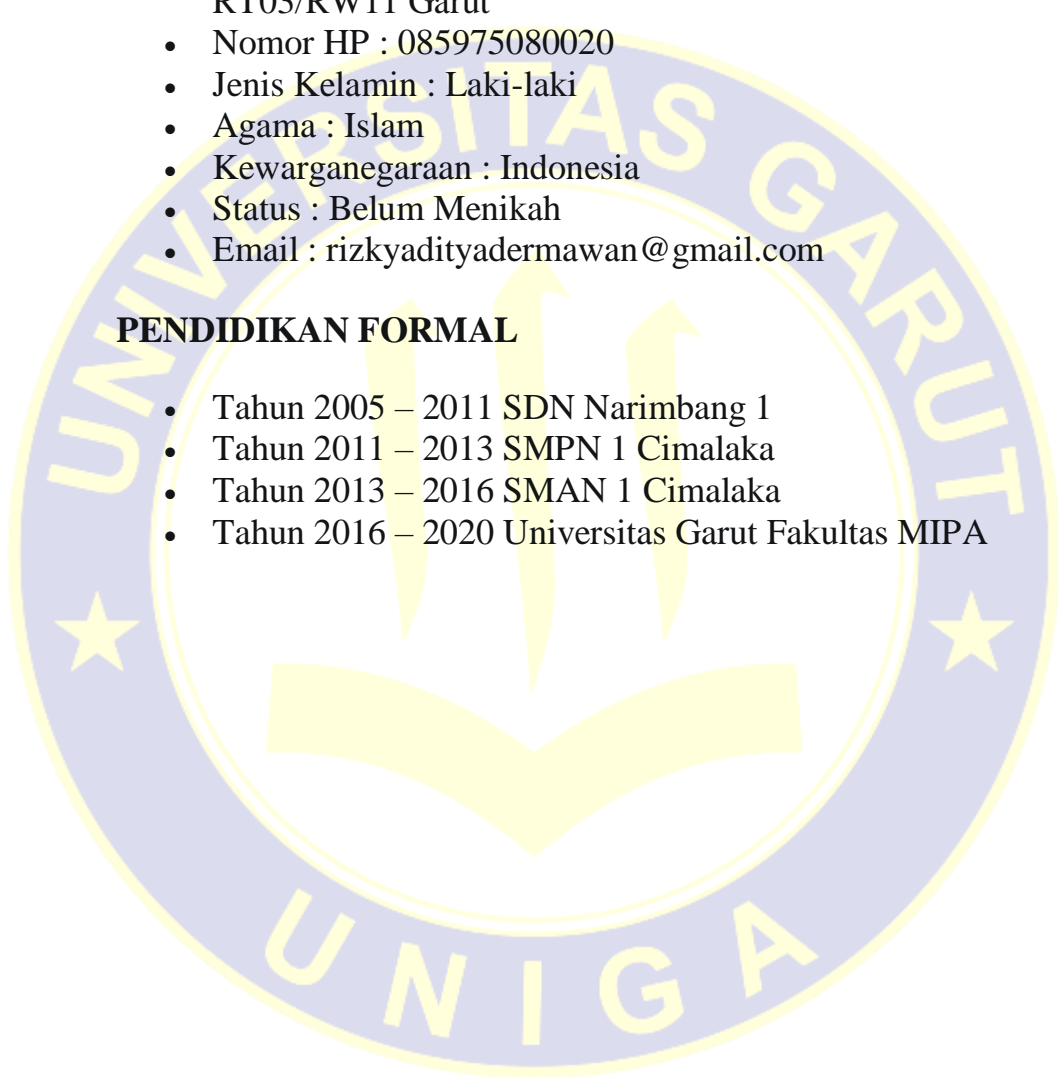 RT03/RW11 Garut
• Nomor HP : 085975080020
• Jenis Kelamin : Laki-laki
• Agama : Islam
• Kewarganegaraan : Indonesia
• Status : Belum Menikah
• Email : rizkyadityadermawan@gmail.com
PENDIDIKAN FORMAL
• Tahun 2005 – 2011 SDN Narimbang 1
• Tahun 2011 – 2013 SMPN 1 Cimalaka
• Tahun 2013 – 2016 SMAN 1 Cimalaka
• Tahun 2016 – 2020 Universitas Garut Fakultas MIPA
UNIVERSITAS GARUT
UNIGA